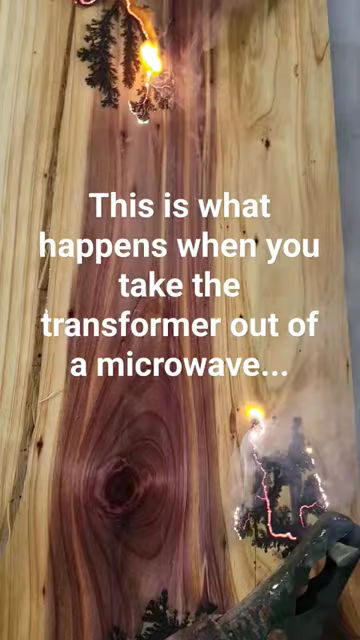 This is what
happens when you
take the
transformer out of
a microwave...